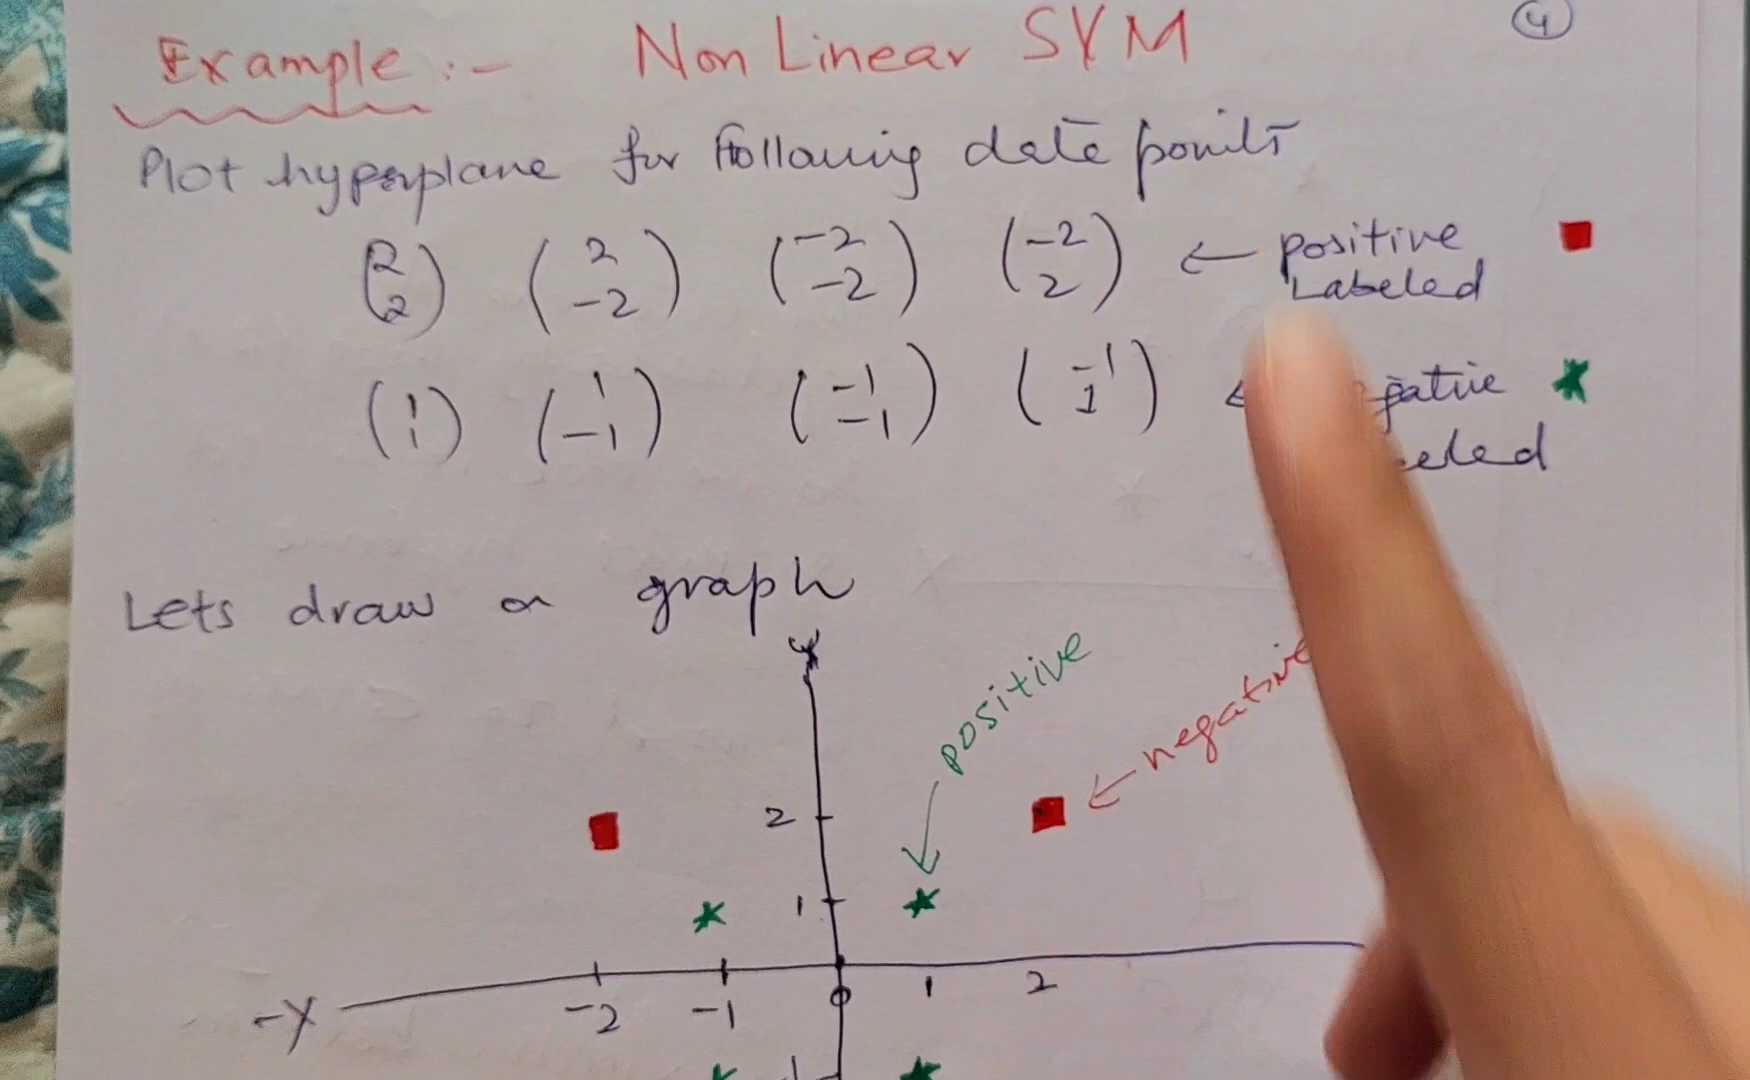 Example :- Non Linear SVM
4
Plot hyperplane for following date points
(2 2) (2 -2) (-2 -2) (-2 2) ← positive Labeled
(1 1) (1 -1) (-1 -1) (-1 1)
Lets draw on graph
positive
negative
2
1
-2 -1 0 1 2
-X